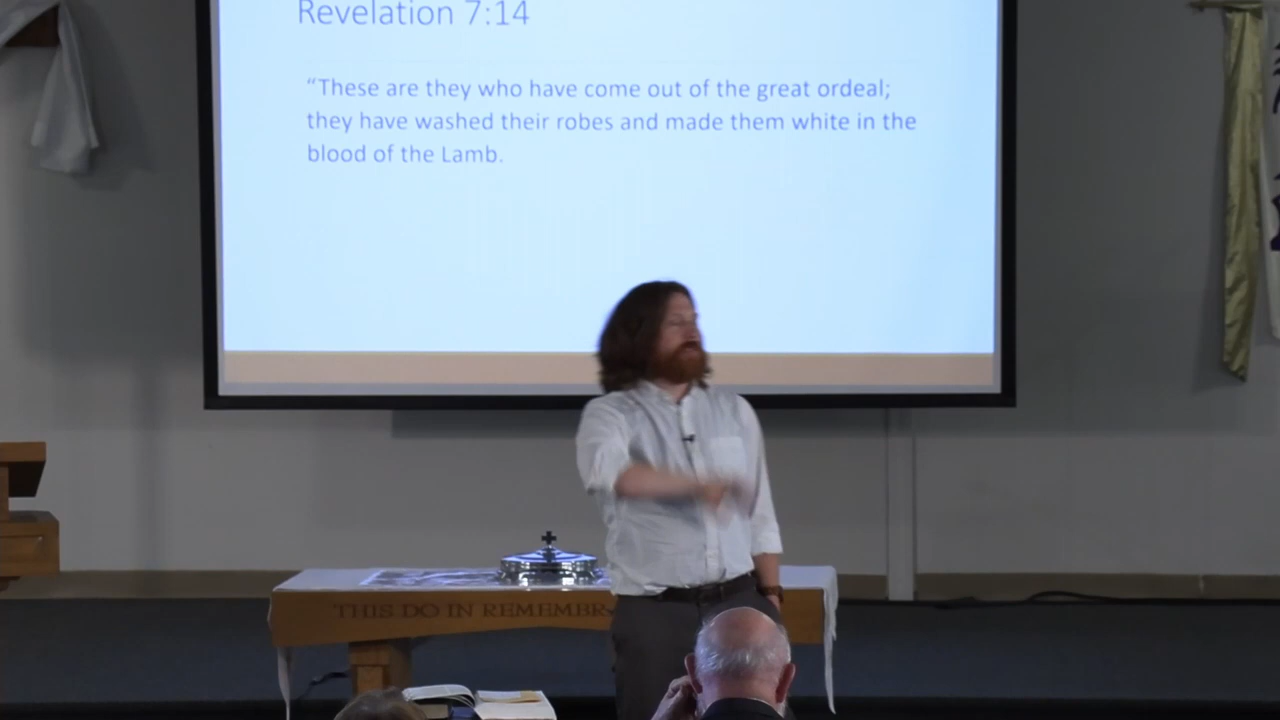 Revelation 7:14
“These are they who have come out of the great ordeal;
they have washed their robes and made them white in the
blood of the Lamb.
THIS DO IN REMEMBR